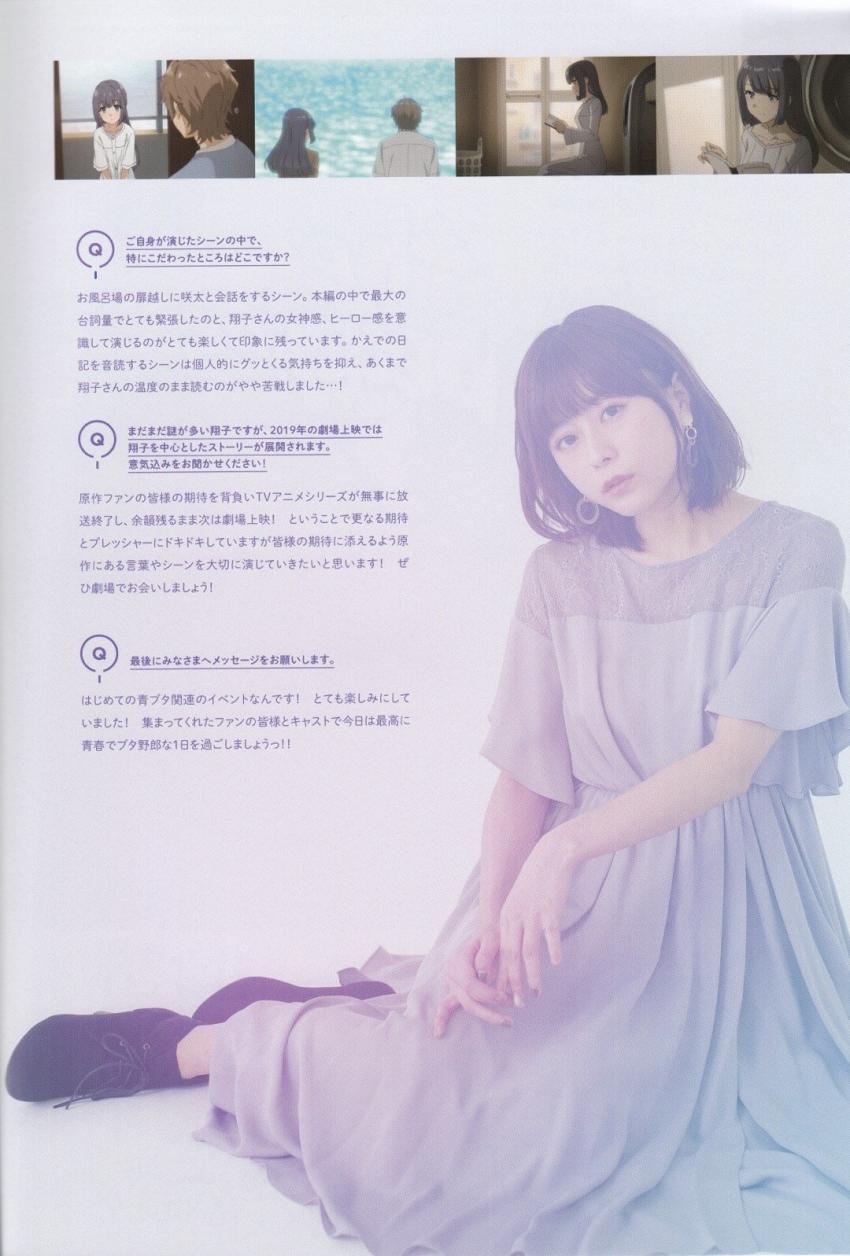 Q
ご自身が演じたシーンの中で、
特にこだわったところはどこですか?
お風呂場の扉越しに咲太と会話をするシーン。本編の中で最大の
台詞量でとても緊張したのと、翔子さんの女神感、ヒーロー感を意
識して演じるのがとても楽しくて印象に残っています。かえでの日
記を音読するシーンは個人的にグッとくる気持ちを抑え、あくまで
翔子さんの温度のまま読むのがやや苦戦しました…!
Q
まだまだ謎が多い翔子ですが、2019年の劇場上映では
翔子を中心としたストーリーが展開されます。
意気込みをお聞かせください!
原作ファンの皆様の期待を背負いTVアニメシリーズが無事に放
送終了し、余韻残るまま次は劇場上映! ということで更なる期待
とプレッシャーにドキドキしていますが皆様の期待に添えるよう原
作にある言葉やシーンを大切に演じていきたいと思います! ぜ
ひ劇場でお会いしましょう!
Q
最後にみなさまへメッセージをお願いします。
はじめての青ブタ関連のイベントなんです! とても楽しみにして
いました! 集まってくれたファンの皆様とキャストで今日は最高に
青春でブタ野郎な1日を過ごしましょうっ!!